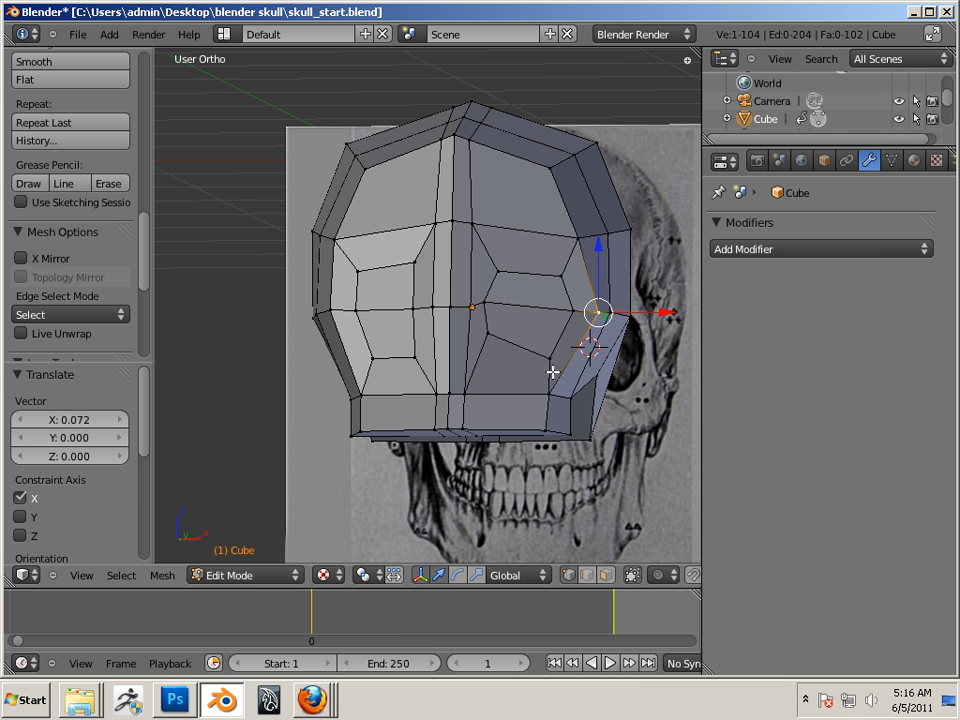 Blender* [C:\Users\admin\Desktop\blender skull\skull_start.blend]
File Add Render Help Default Scene Blender Render Ve:1-104 | Ed:0-204 | Fa:0-102 | Cube
Smooth
Flat
Repeat:
Repeat Last
History...
Grease Pencil:
Draw Line Erase
Use Sketching Sessio
Mesh Options
X Mirror
Topology Mirror
Edge Select Mode
Select
Live Unwrap
Translate
Vector
X: 0.072
Y: 0.000
Z: 0.000
Constraint Axis
X
Y
Z
Orientation
User Ortho
(1) Cube
View Select Mesh Edit Mode Global
View Search All Scenes
World
Camera
Cube
Cube
Modifiers
Add Modifier
0
View Frame Playback Start: 1 End: 250 1 No Syn
Start Ps 5:16 AM
6/5/2011